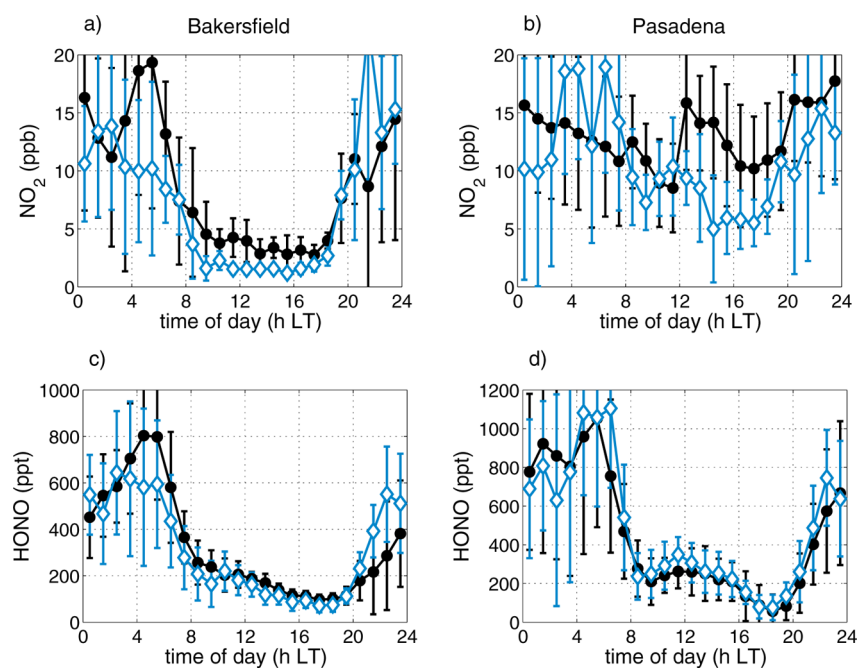 a) Bakersfield
20
15
10
5
0
NO2 (ppb)
0 4 8 12 16 20 24
time of day (h LT)
b) Pasadena
20
15
10
5
0
NO2 (ppb)
0 4 8 12 16 20 24
time of day (h LT)
c)
1000
800
600
400
200
0
HONO (ppt)
0 4 8 12 16 20 24
time of day (h LT)
d)
1200
1000
800
600
400
200
0
HONO (ppt)
0 4 8 12 16 20 24
time of day (h LT)